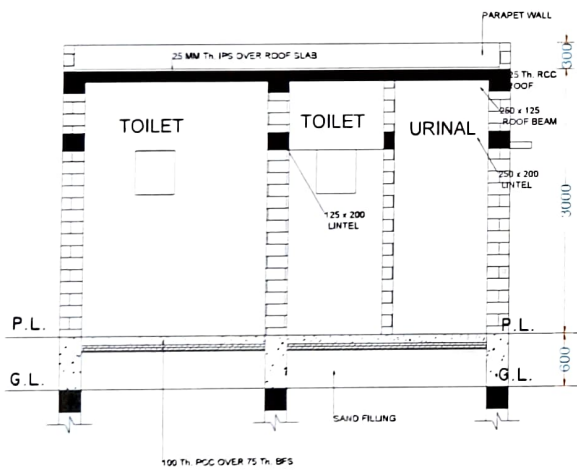 PARAPET WALL
25 MM Th. IPS OVER ROOF SLAB
300
25 Th. RCC
ROOF
250 x 125
ROOF BEAM
TOILET
TOILET
URINAL
250 x 200
LINTEL
125 x 200
LINTEL
3000
P.L.
P.L.
600
G.L.
G.L.
SAND FILLING
100 Th. PCC OVER 75 Th. BFS